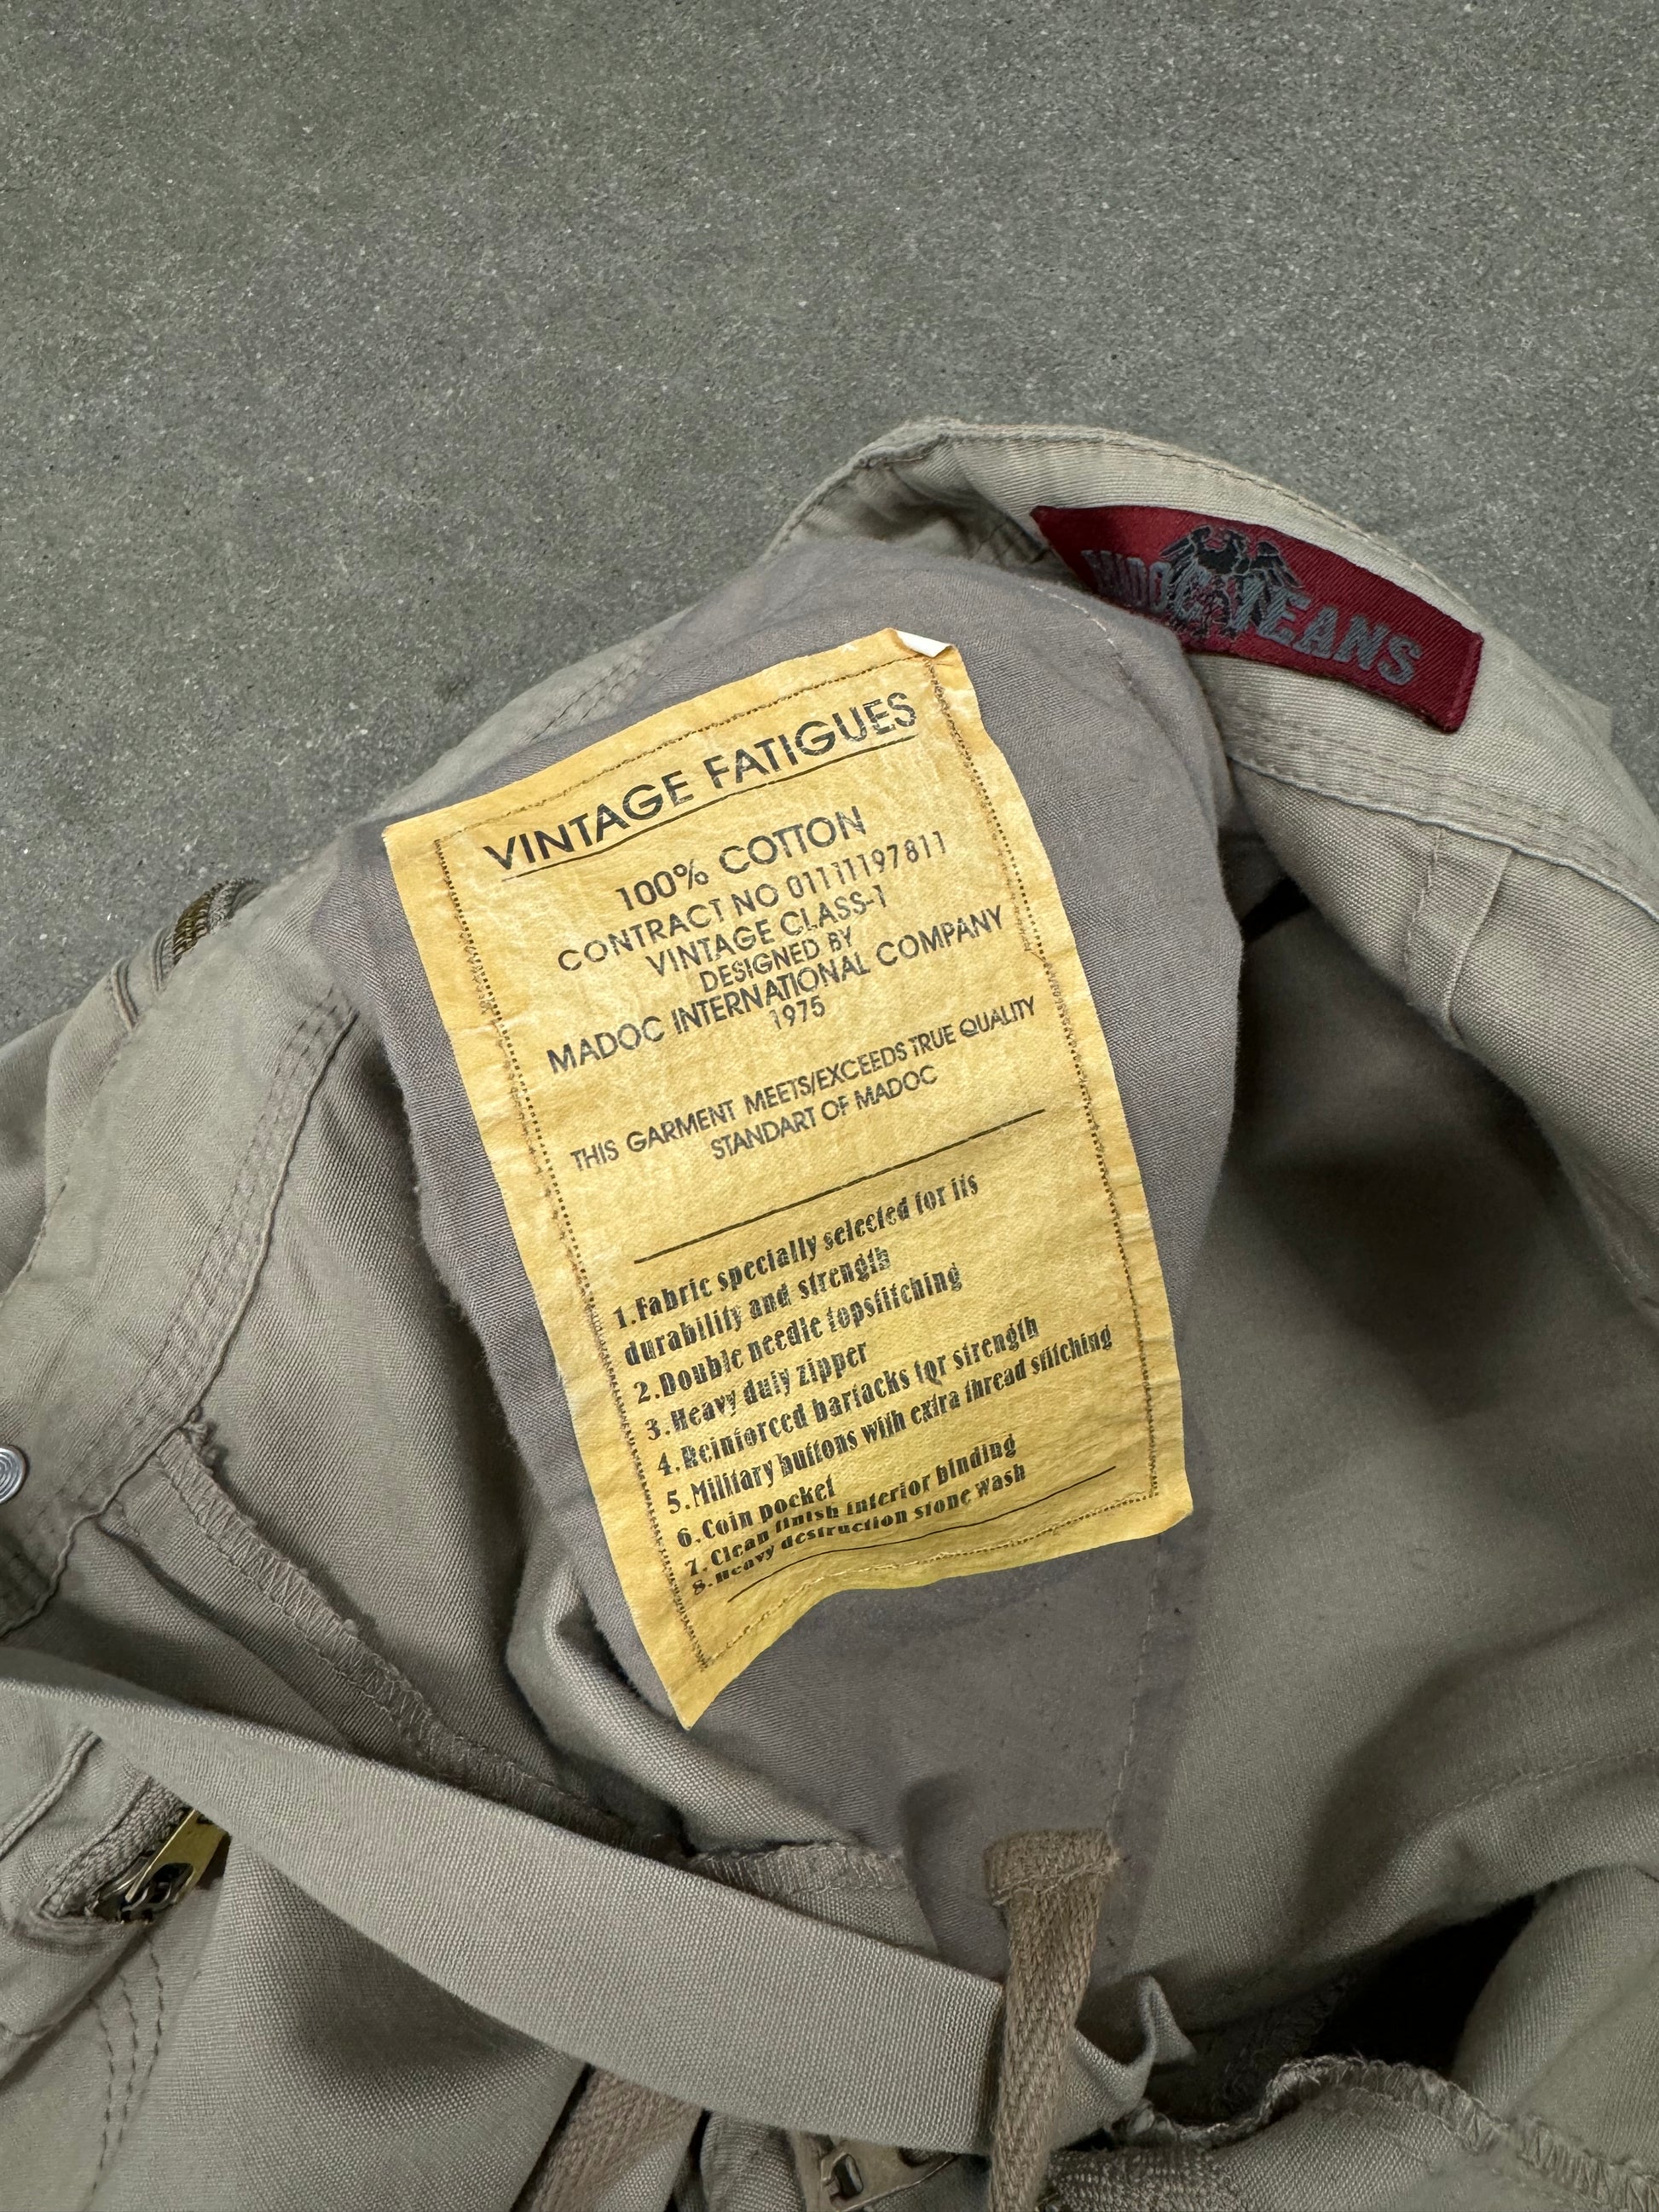 MADOC JEANS
VINTAGE FATIGUES
100% COTTON
CONTRACT NO 01111197811
VINTAGE CLASS-1
DESIGNED BY
MADOC INTERNATIONAL COMPANY
1975
THIS GARMENT MEETS/EXCEEDS TRUE QUALITY
STANDART OF MADOC
1.Fabric specially selected for its
durability and strength
2.Double needle topstitching
3.Heavy duty zipper
4.Reinforced bartacks for strength
5.Military buttons with extra thread stitching
6.Coin pocket
7.Clean finish interior binding
8.Heavy destruction stone wash